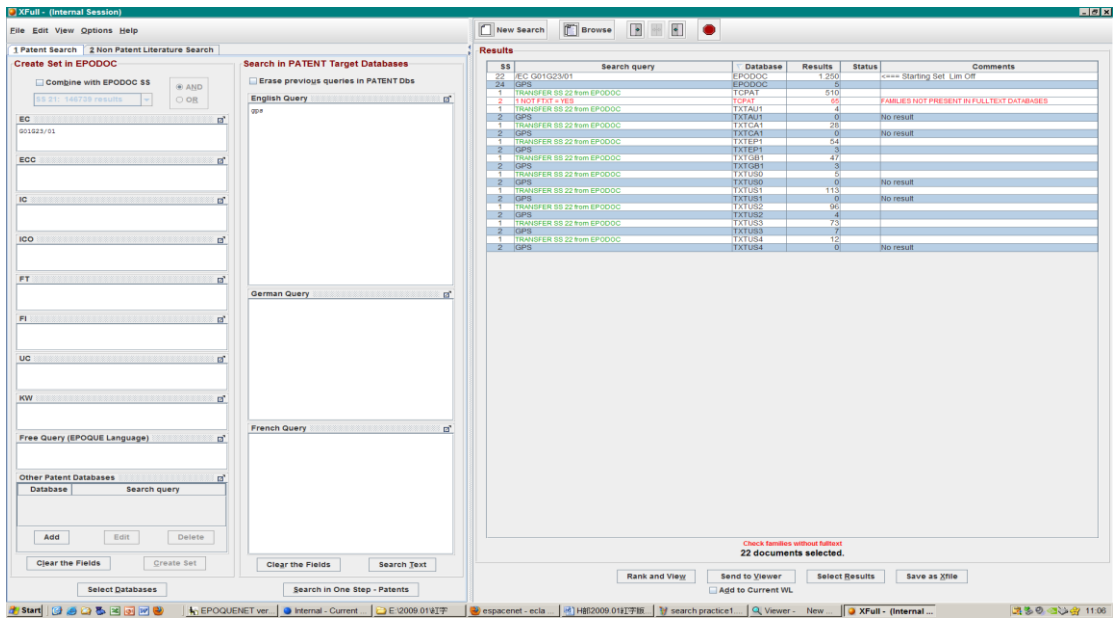 XFull - (Internal Session)
File Edit View Options Help
New Search Browse
1 Patent Search 2 Non Patent Literature Search
Create Set in EPODOC
Combine with EPODOC SS
SS 21: 146739 results
AND
OR
EC
G01G23/01
ECC
IC
ICO
FT
FI
UC
KW
Free Query (EPOQUE Language)
Other Patent Databases
Database Search query
Add Edit Delete
Clear the Fields Create Set
Select Databases
Search in PATENT Target Databases
Erase previous queries in PATENT Dbs
English Query
gps
German Query
French Query
Clear the Fields Search Text
Search in One Step - Patents
Results
SS Search query Database Results Status Comments
22 /EC G01G23/01 EPODOC 1.250 <=== Starting Set Lim Off
24 GPS EPODOC 5
1 TRANSFER SS 22 from EPODOC TCPAT 510
2 1 NOT FTXT = YES TCPAT 65 FAMILIES NOT PRESENT IN FULLTEXT DATABASES
1 TRANSFER SS 22 from EPODOC TXTAU1 4
2 GPS TXTAU1 0 No result
1 TRANSFER SS 22 from EPODOC TXTCA1 28
2 GPS TXTCA1 0 No result
1 TRANSFER SS 22 from EPODOC TXTEP1 54
2 GPS TXTEP1 3
1 TRANSFER SS 22 from EPODOC TXTGB1 47
2 GPS TXTGB1 3
1 TRANSFER SS 22 from EPODOC TXTUS0 5
2 GPS TXTUS0 0 No result
1 TRANSFER SS 22 from EPODOC TXTUS1 113
2 GPS TXTUS1 0 No result
1 TRANSFER SS 22 from EPODOC TXTUS2 96
2 GPS TXTUS2 4
1 TRANSFER SS 22 from EPODOC TXTUS3 73
2 GPS TXTUS3 7
1 TRANSFER SS 22 from EPODOC TXTUS4 12
2 GPS TXTUS4 0 No result
Check families without fulltext
22 documents selected.
Rank and View Send to Viewer Select Results Save as Xfile
Add to Current WL
Start EPOQUENET ver... Internal - Current ... E:\2009.01\红字 espacenet - ecla ... search practice1... Viewer - New ... XFull - (Internal ... 11:06